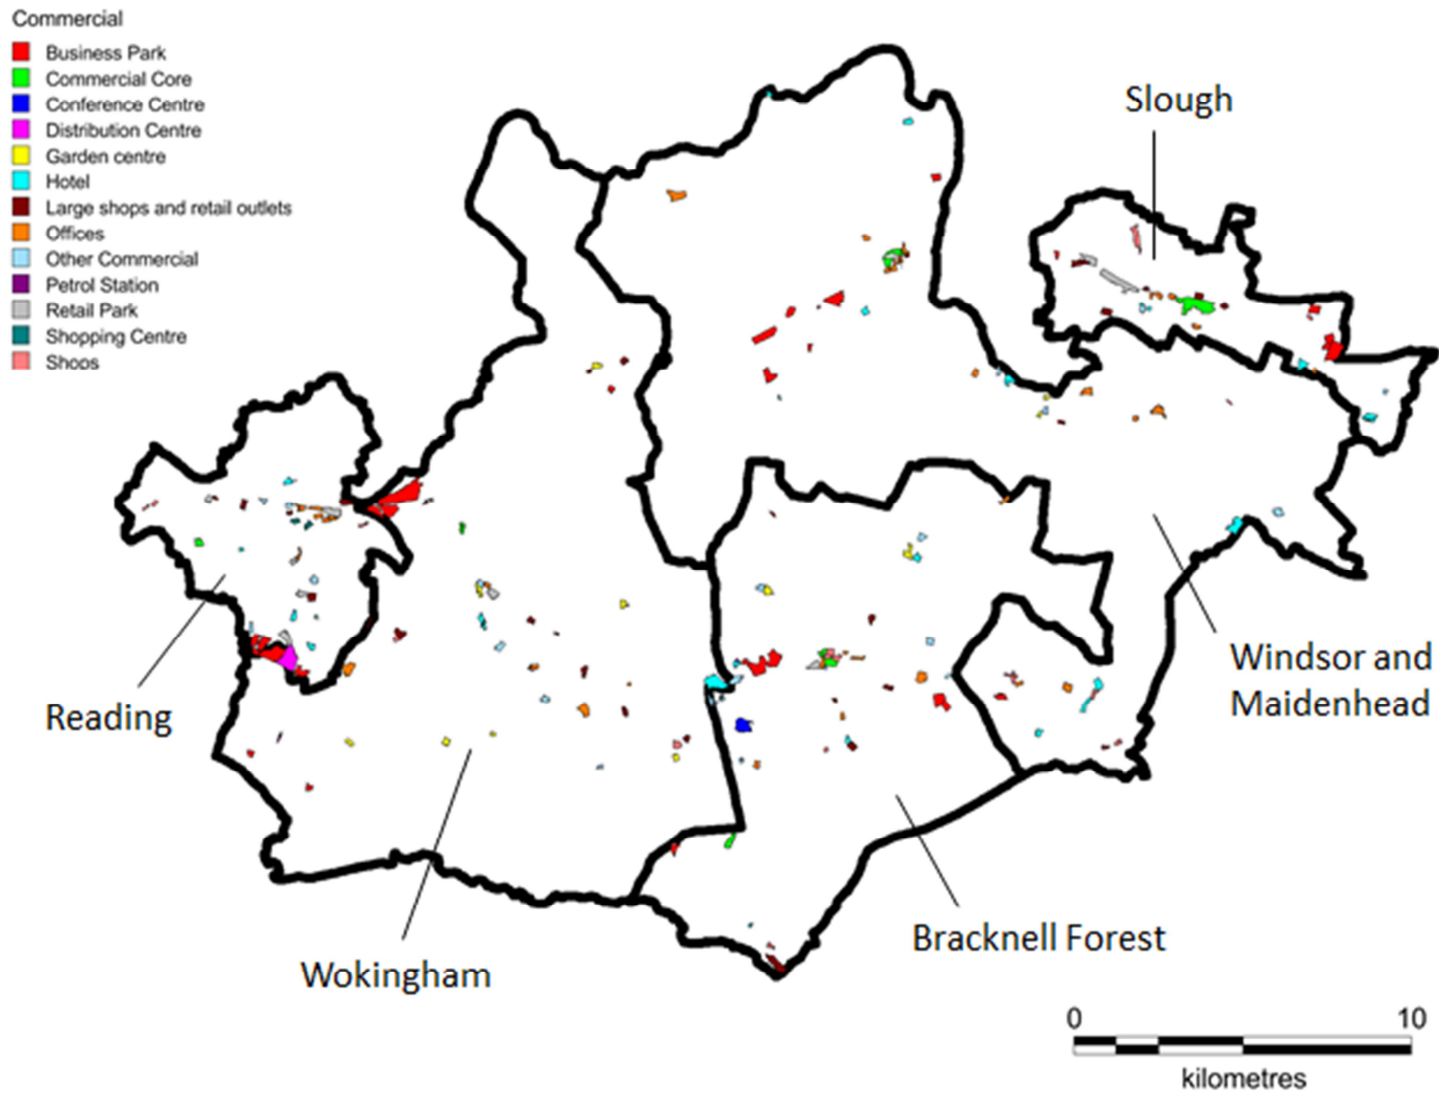 Commercial
Business Park
Commercial Core
Conference Centre
Distribution Centre
Garden centre
Hotel
Large shops and retail outlets
Offices
Other Commercial
Petrol Station
Retail Park
Shopping Centre
Shops
Slough
Windsor and
Maidenhead
Reading
Bracknell Forest
Wokingham
0 10
kilometres